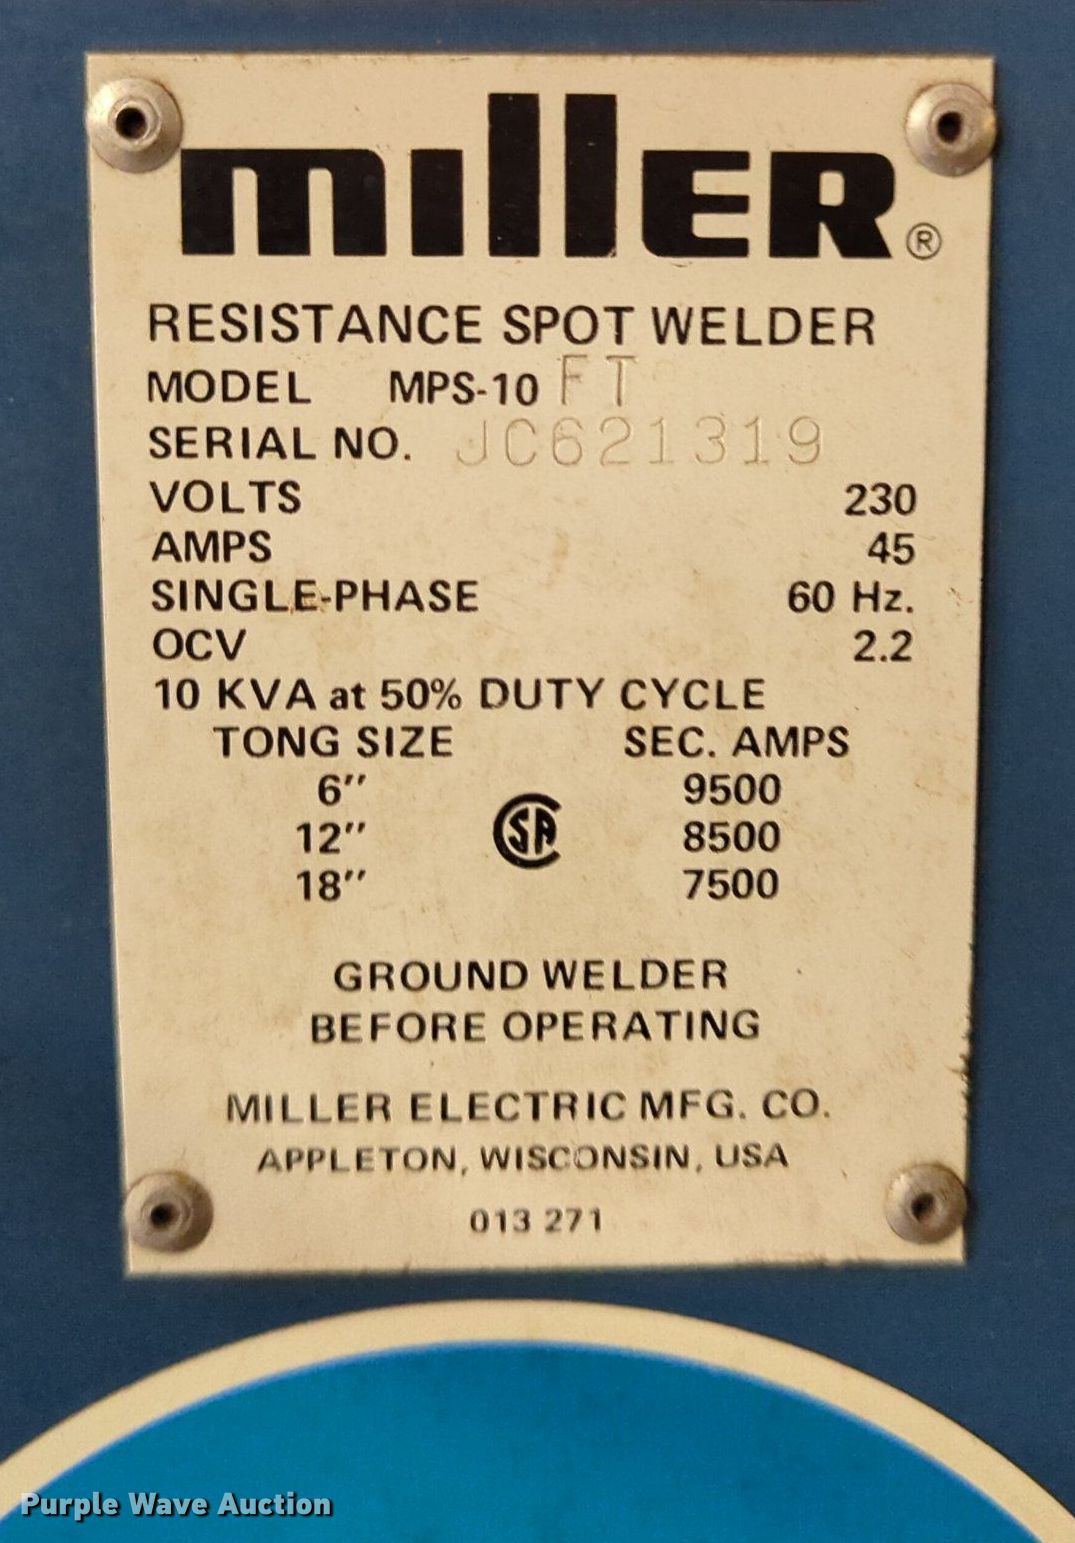 miller®
RESISTANCE SPOT WELDER
MODEL MPS-10 FT
SERIAL NO. JC621319
VOLTS 230
AMPS 45
SINGLE-PHASE 60 Hz.
OCV 2.2
10 KVA at 50% DUTY CYCLE
TONG SIZE SEC. AMPS
6" 9500
12" 8500
18" 7500
CSA
GROUND WELDER
BEFORE OPERATING
MILLER ELECTRIC MFG. CO.
APPLETON, WISCONSIN, USA
013 271
Purple Wave Auction